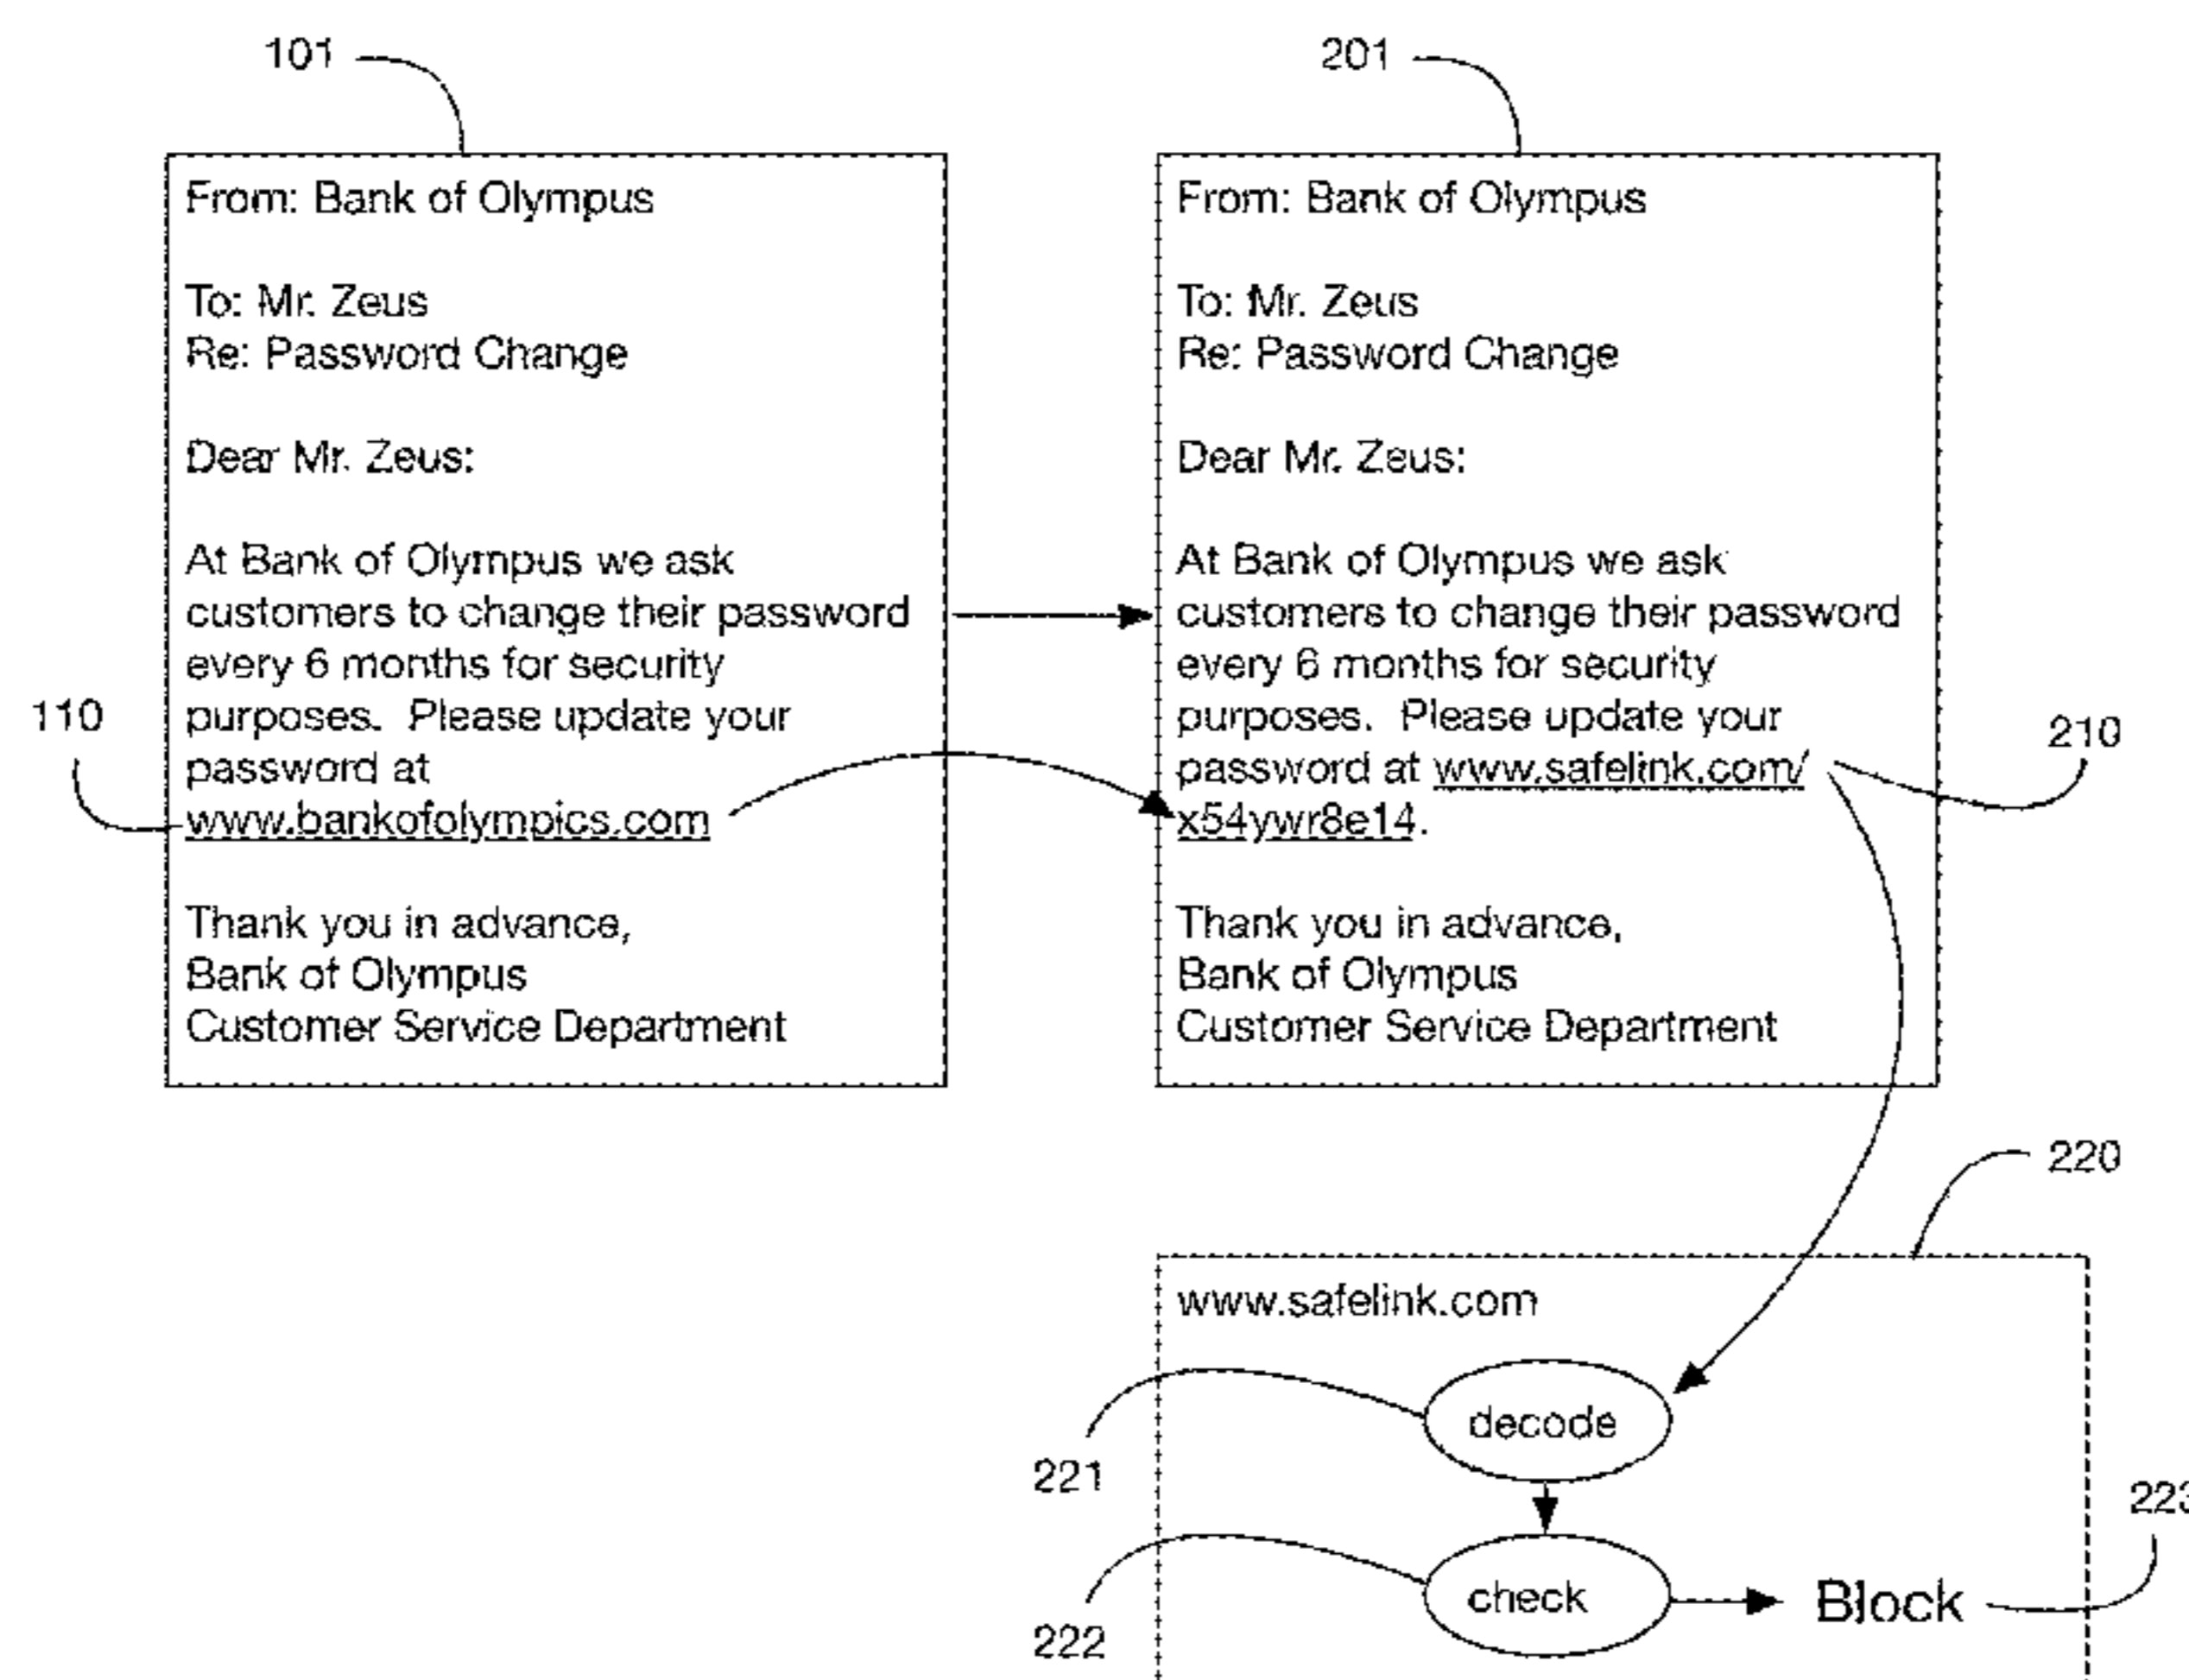 101
From: Bank of Olympus
To: Mr. Zeus
Re: Password Change
Dear Mr. Zeus:
At Bank of Olympus we ask
customers to change their password
every 6 months for security
purposes.  Please update your
password at
www.bankofolympics.com
Thank you in advance,
Bank of Olympus
Customer Service Department
110
201
From: Bank of Olympus
To: Mr. Zeus
Re: Password Change
Dear Mr. Zeus:
At Bank of Olympus we ask
customers to change their password
every 6 months for security
purposes.  Please update your
password at www.safelink.com/
x54ywr8e14.
Thank you in advance,
Bank of Olympus
Customer Service Department
210
220
www.safelink.com
decode
221
check
222
Block
223